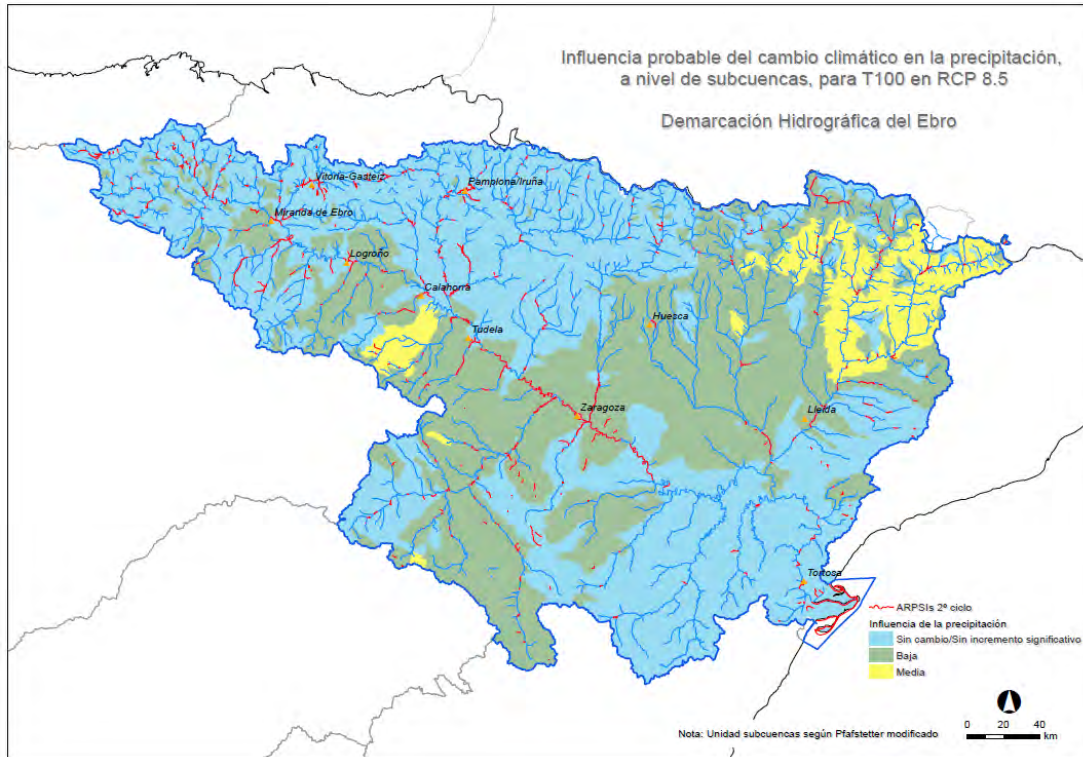 Influencia probable del cambio climático en la precipitación,
a nivel de subcuencas, para T100 en RCP 8.5
Demarcación Hidrográfica del Ebro
Vitoria-Gasteiz
Pamplona/Iruña
Miranda de Ebro
Logroño
Calahorra
Tudela
Huesca
Zaragoza
Lleida
Tortosa
ARPSIs 2º ciclo
Influencia de la precipitación
Sin cambio/Sin incremento significativo
Baja
Media
0 20 40
km
Nota: Unidad subcuencas según Pfafstetter modificado